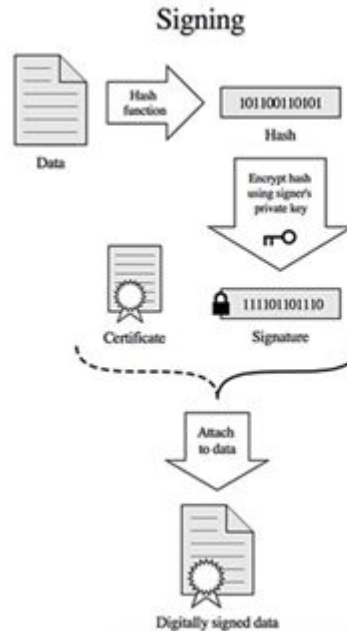 Signing
Hash
function
101100110101
Hash
Data
Encrypt hash
using signer's
private key
111101101110
Certificate
Signature
Attach
to data
Digitally signed data